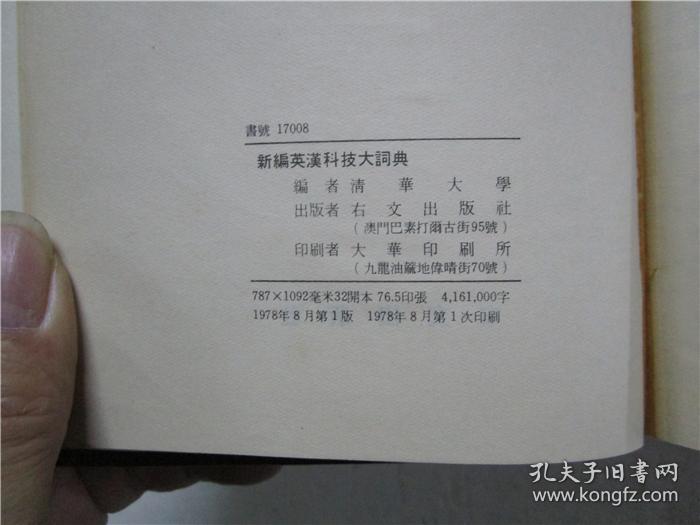 書號 17008
新編英漢科技大詞典
編者 清華大學
出版者 右文出版社
(澳門巴素打爾古街95號)
印刷者 大華印刷所
(九龍油蔴地偉晴街70號)
787×1092毫米32開本 76.5印張 4,161,000字
1978年8月第1版 1978年8月第1次印刷
孔夫子旧书网
www.kongfz.com